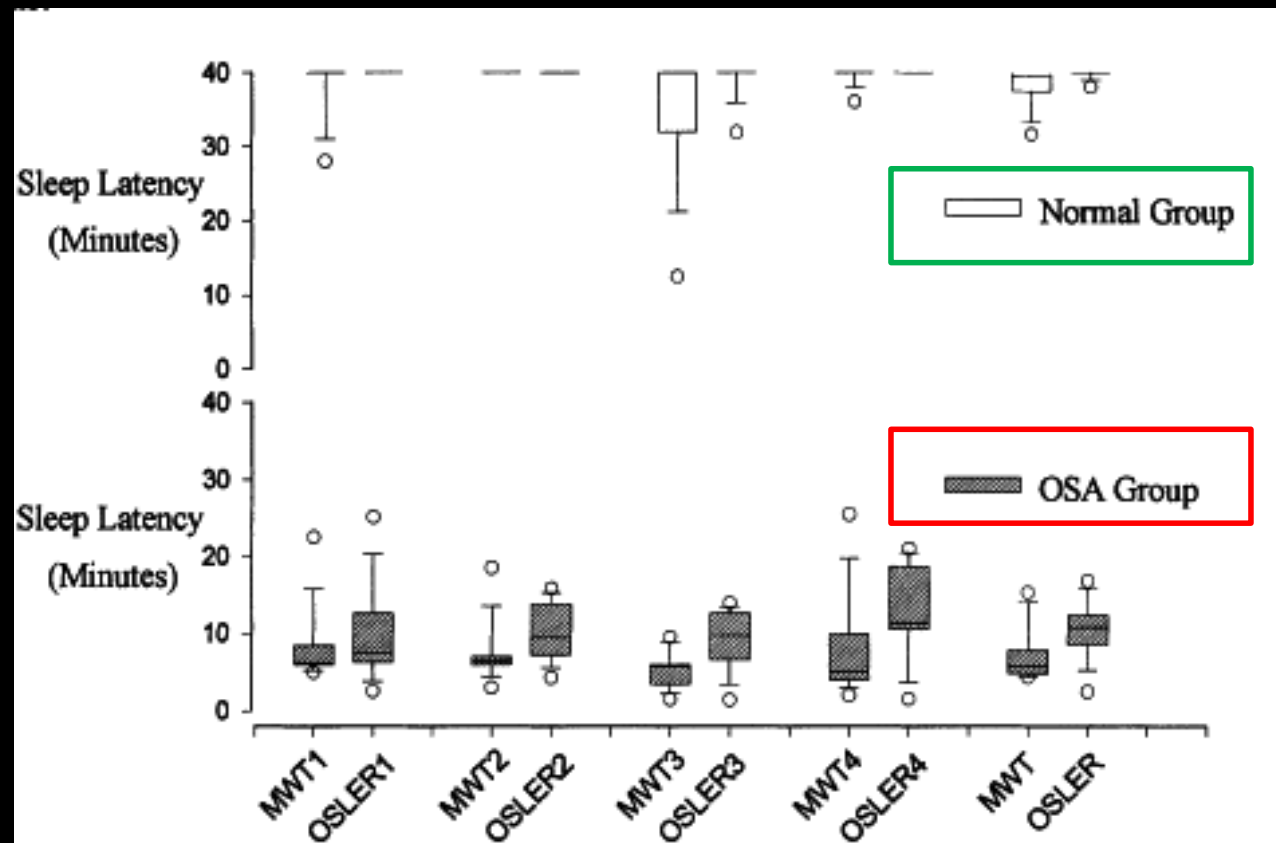 40
30
Sleep Latency
20
(Minutes)
Normal Group
10
0
40
30
OSA Group
Sleep Latency
20
(Minutes)
10
0
MWT1
OSLER1
MWT2
OSLER2
MWT3
OSLER3
MWT4
OSLER4
MWT
OSLER